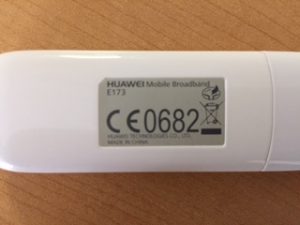 HUAWEI Mobile Broadband
E173
CE0682
HUAWEI TECHNOLOGIES CO., LTD.
MADE IN CHINA